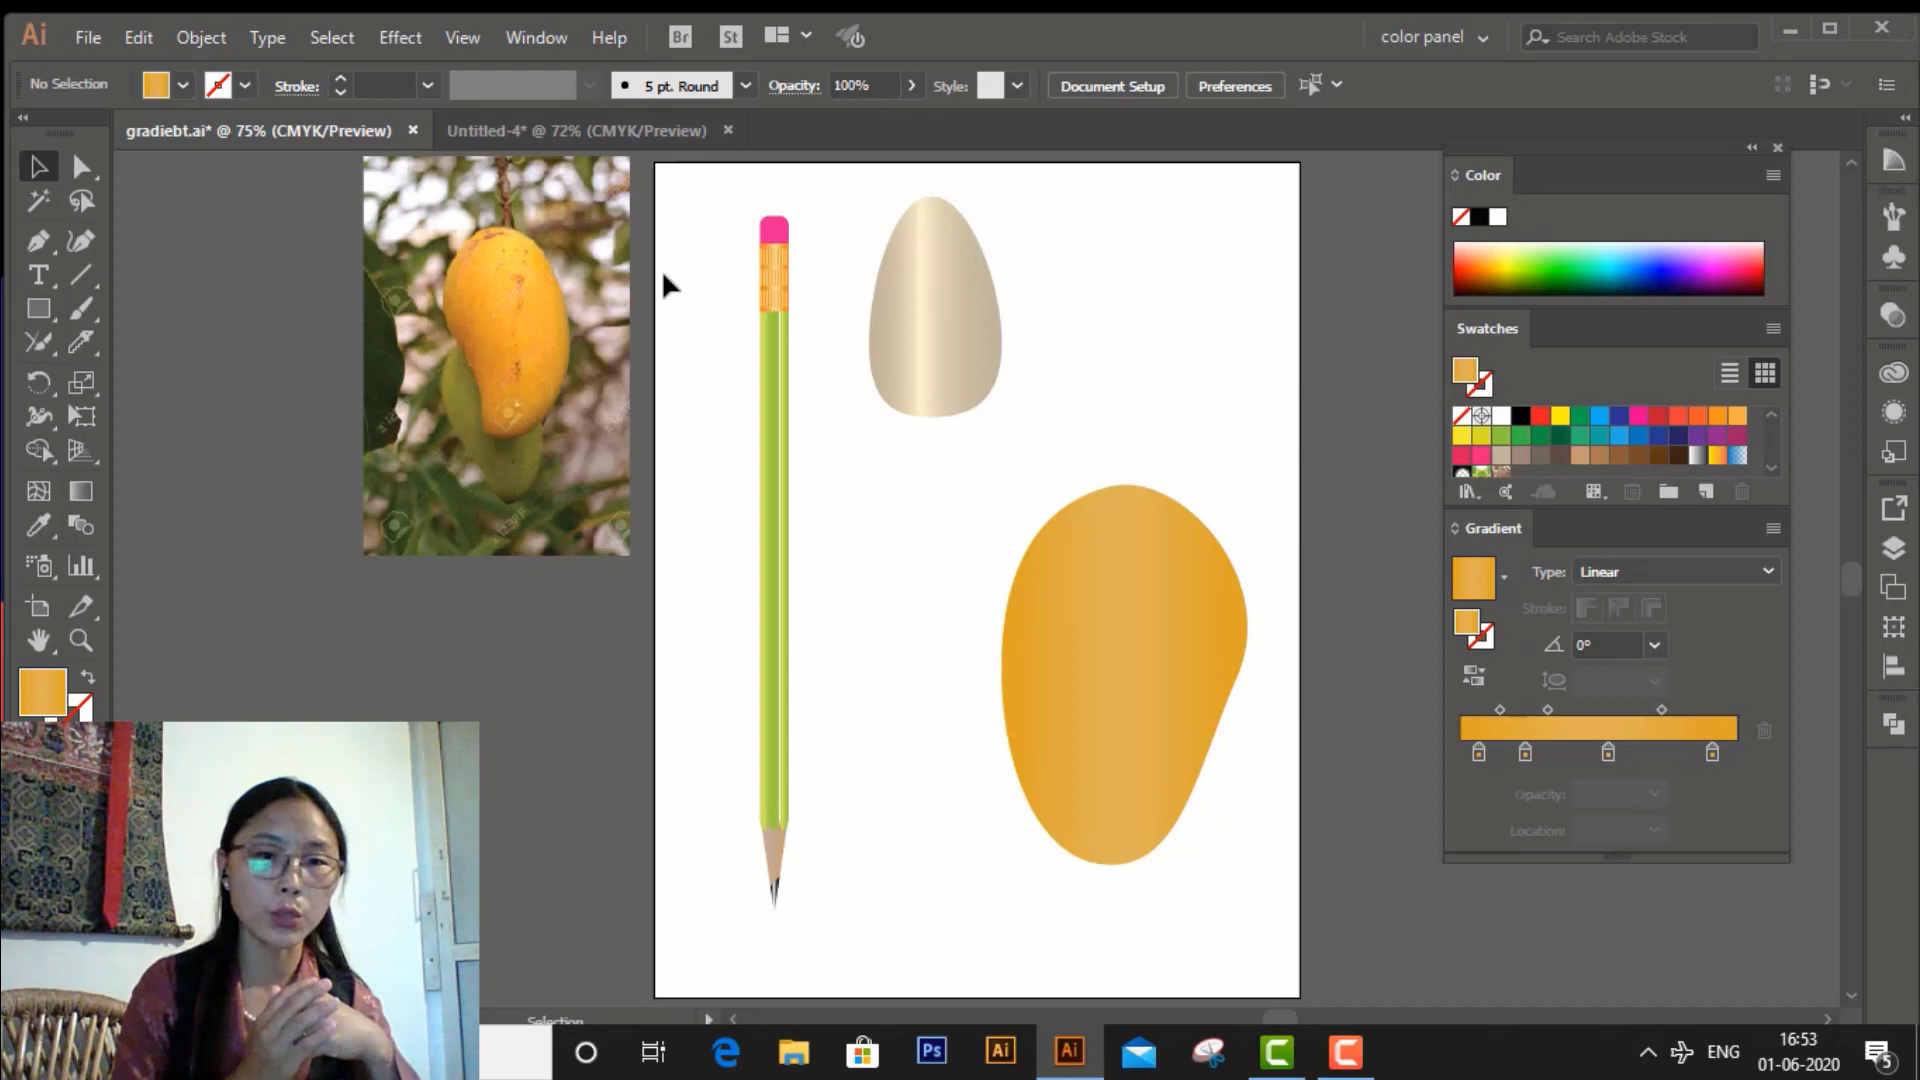 Ai File Edit Object Type Select Effect View Window Help Br St color panel Search Adobe Stock
No Selection Stroke: 5 pt. Round Opacity: 100% Style: Document Setup Preferences
gradiebt.ai* @ 75% (CMYK/Preview) × Untitled-4* @ 72% (CMYK/Preview) ×
Color
Swatches
Gradient
Type: Linear
Stroke:
0°
Opacity:
Location:
123RF
Selection
Ps Ai Ai ENG 16:53
01-06-2020 5